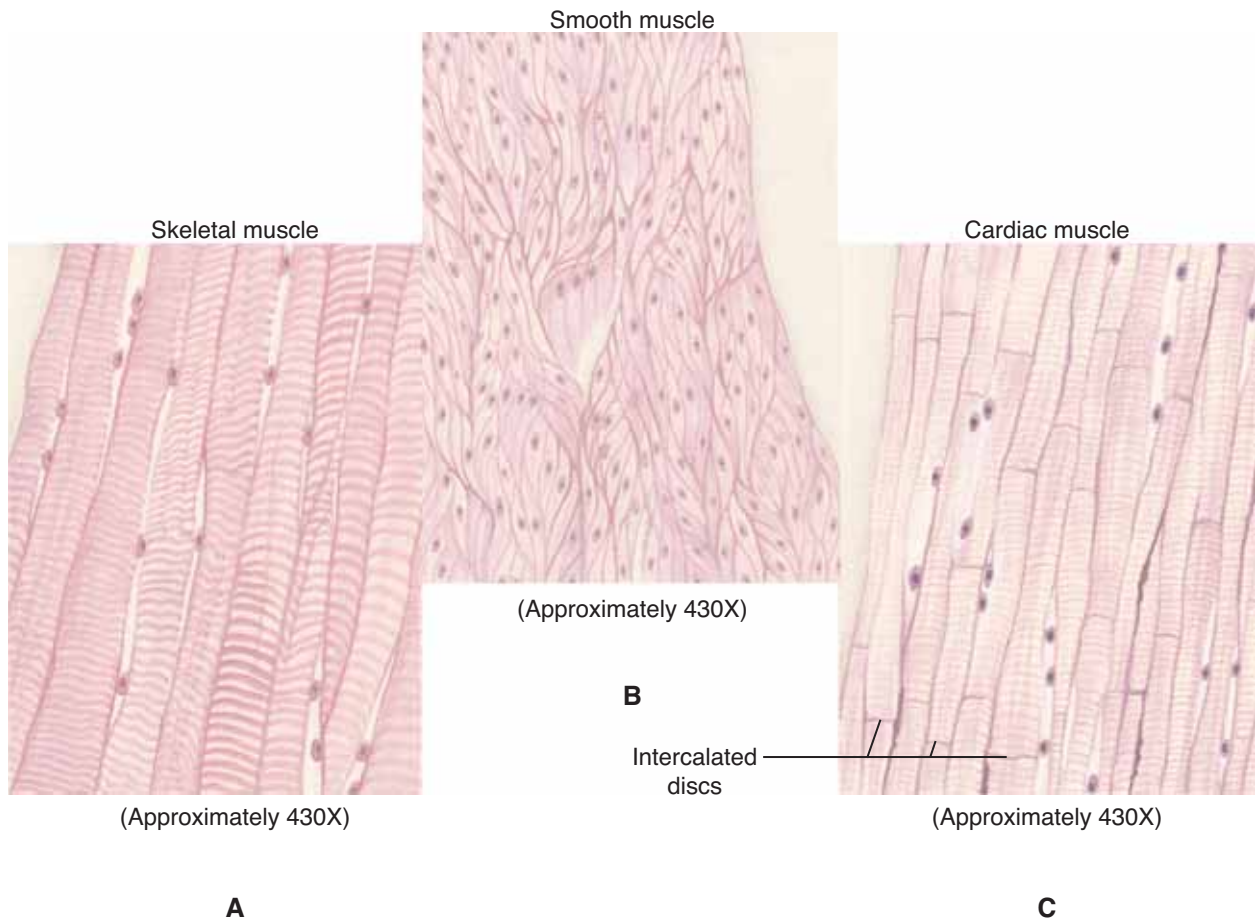 Smooth muscle
Skeletal muscle
Cardiac muscle
(Approximately 430X)
B
Intercalated
discs
(Approximately 430X)
(Approximately 430X)
A
C